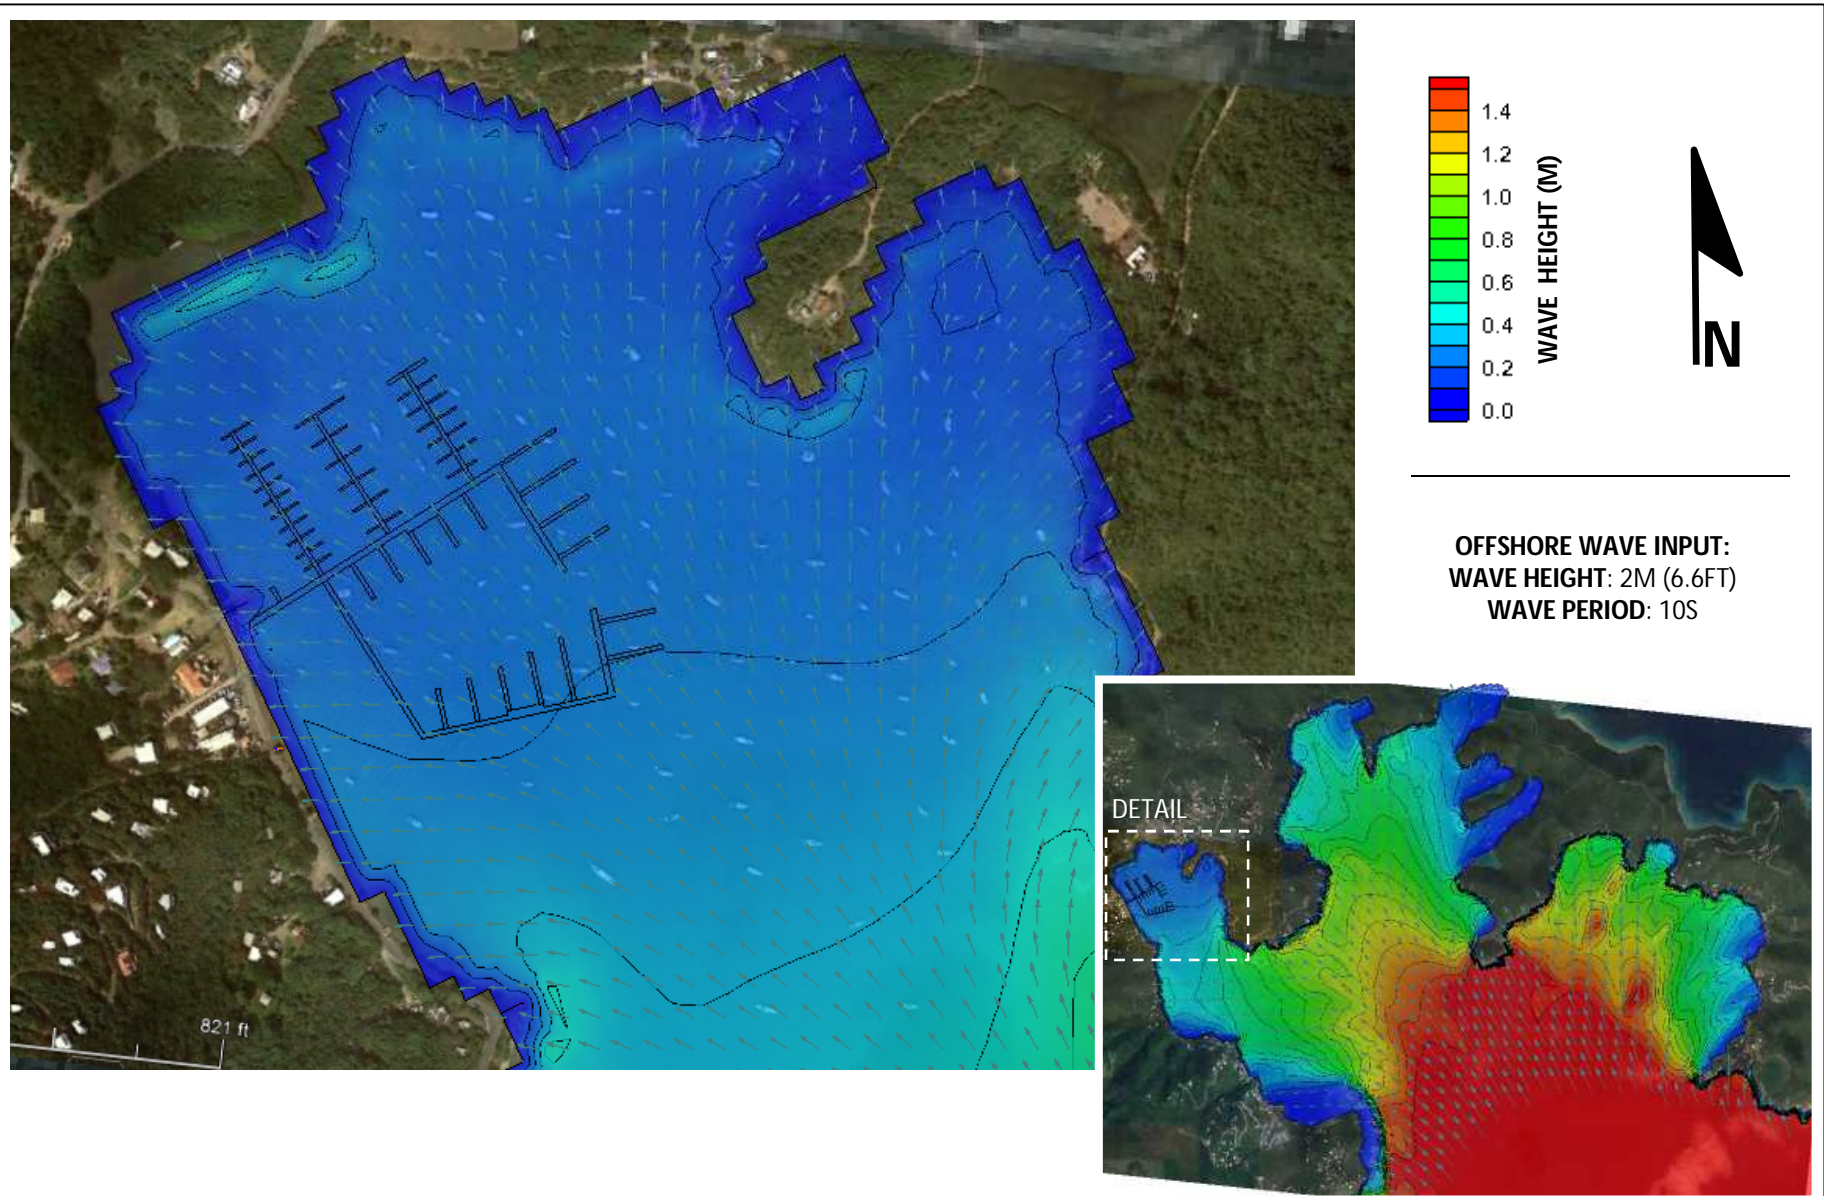 1.4
1.2
1.0
0.8
0.6
0.4
0.2
0.0
WAVE HEIGHT (M)
N
OFFSHORE WAVE INPUT:
WAVE HEIGHT: 2M (6.6FT)
WAVE PERIOD: 10S
DETAIL
821 ft